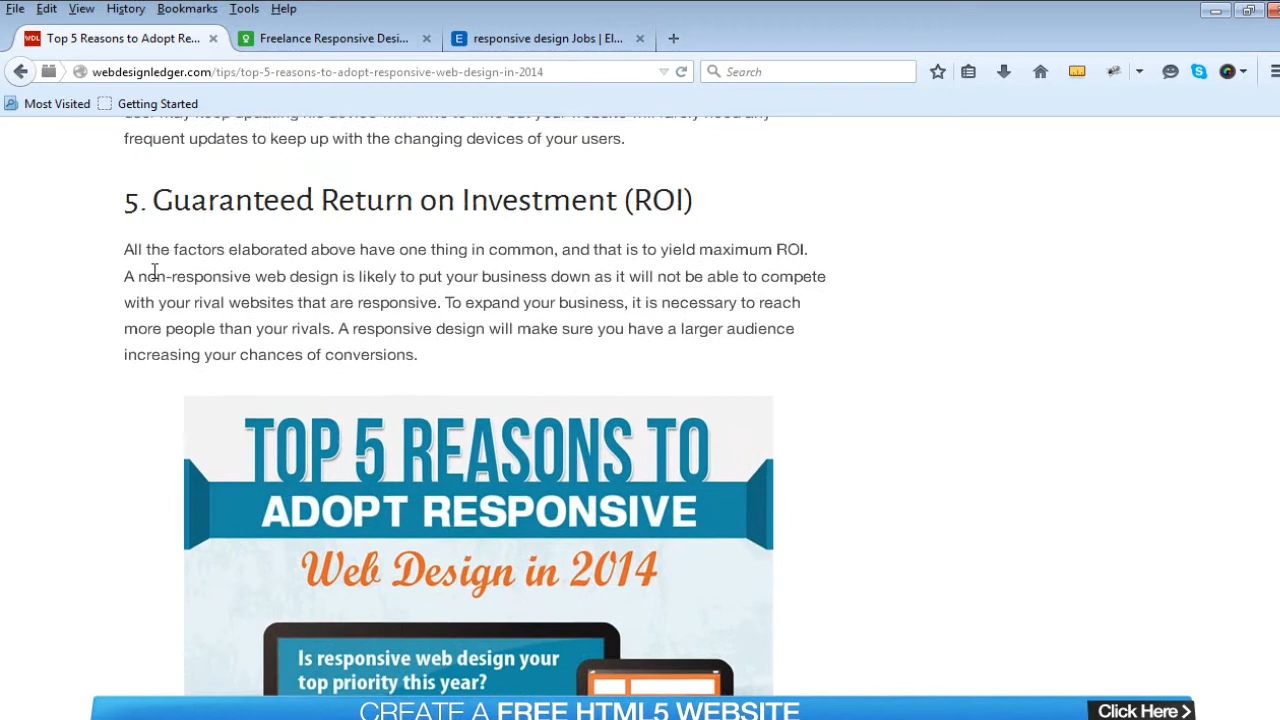 File Edit View History Bookmarks Tools Help
Top 5 Reasons to Adopt Re... Freelance Responsive Desi... responsive design Jobs | El...
webdesignledger.com/tips/top-5-reasons-to-adopt-responsive-web-design-in-2014 Search
Most Visited Getting Started
frequent updates to keep up with the changing devices of your users.
5. Guaranteed Return on Investment (ROI)
All the factors elaborated above have one thing in common, and that is to yield maximum ROI.
A non-responsive web design is likely to put your business down as it will not be able to compete
with your rival websites that are responsive. To expand your business, it is necessary to reach
more people than your rivals. A responsive design will make sure you have a larger audience
increasing your chances of conversions.
TOP 5 REASONS TO
ADOPT RESPONSIVE
Web Design in 2014
Is responsive web design your
top priority this year?
CREATE A FREE HTML5 WEBSITE Click Here